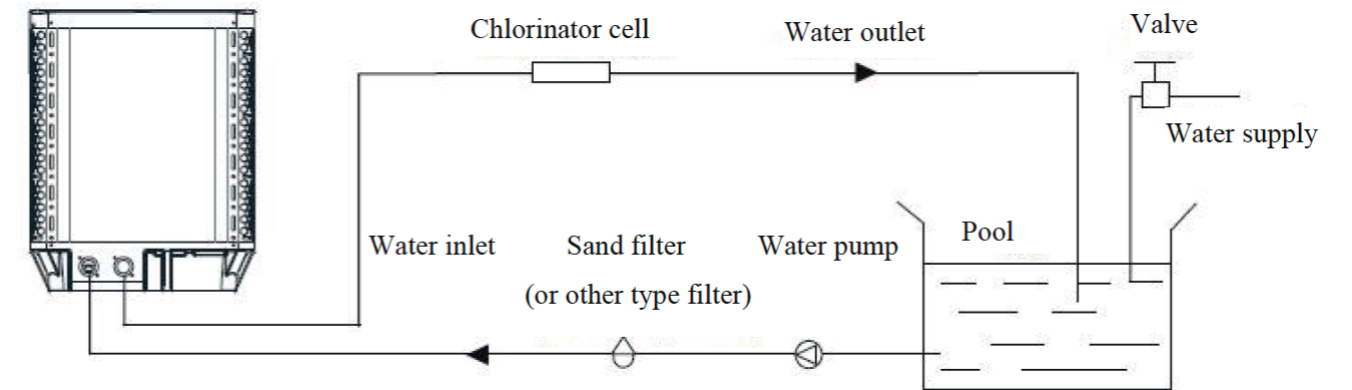 Chlorinator cell
Water outlet
Valve
Water supply
Water inlet
Sand filter
(or other type filter)
Water pump
Pool